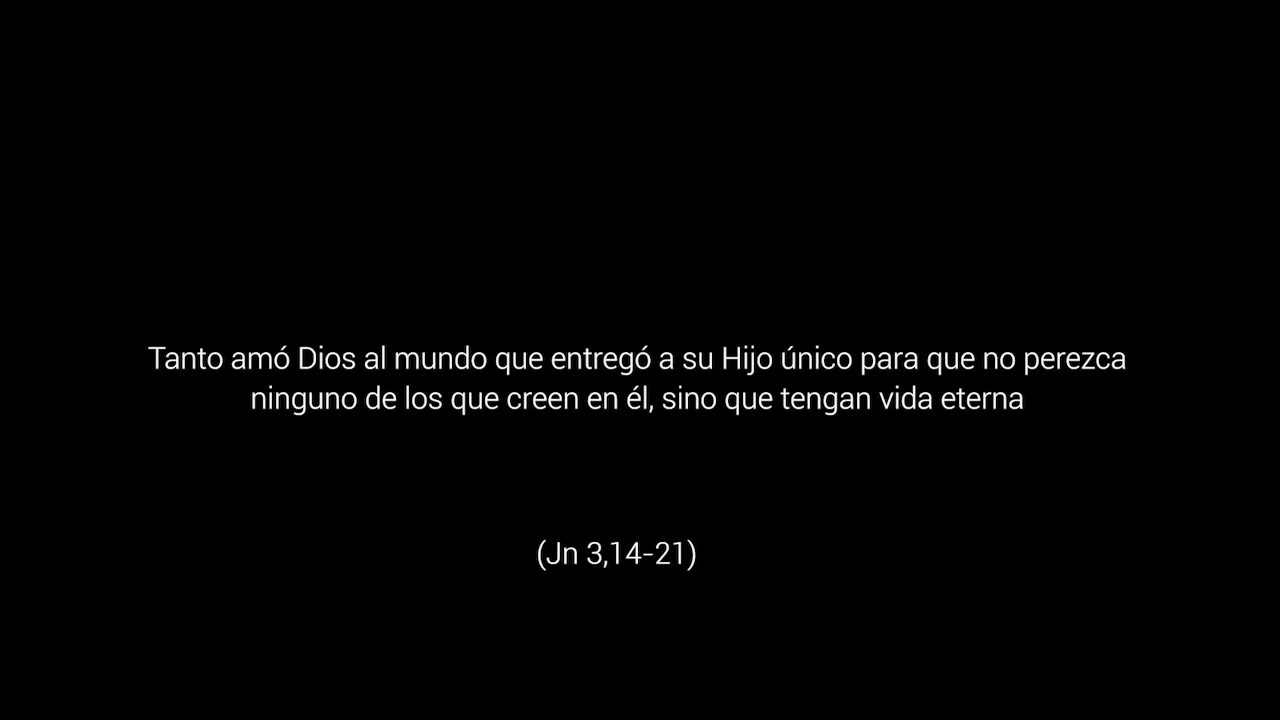 Tanto amó Dios al mundo que entregó a su Hijo único para que no perezca
ninguno de los que creen en él, sino que tengan vida eterna
(Jn 3,14-21)